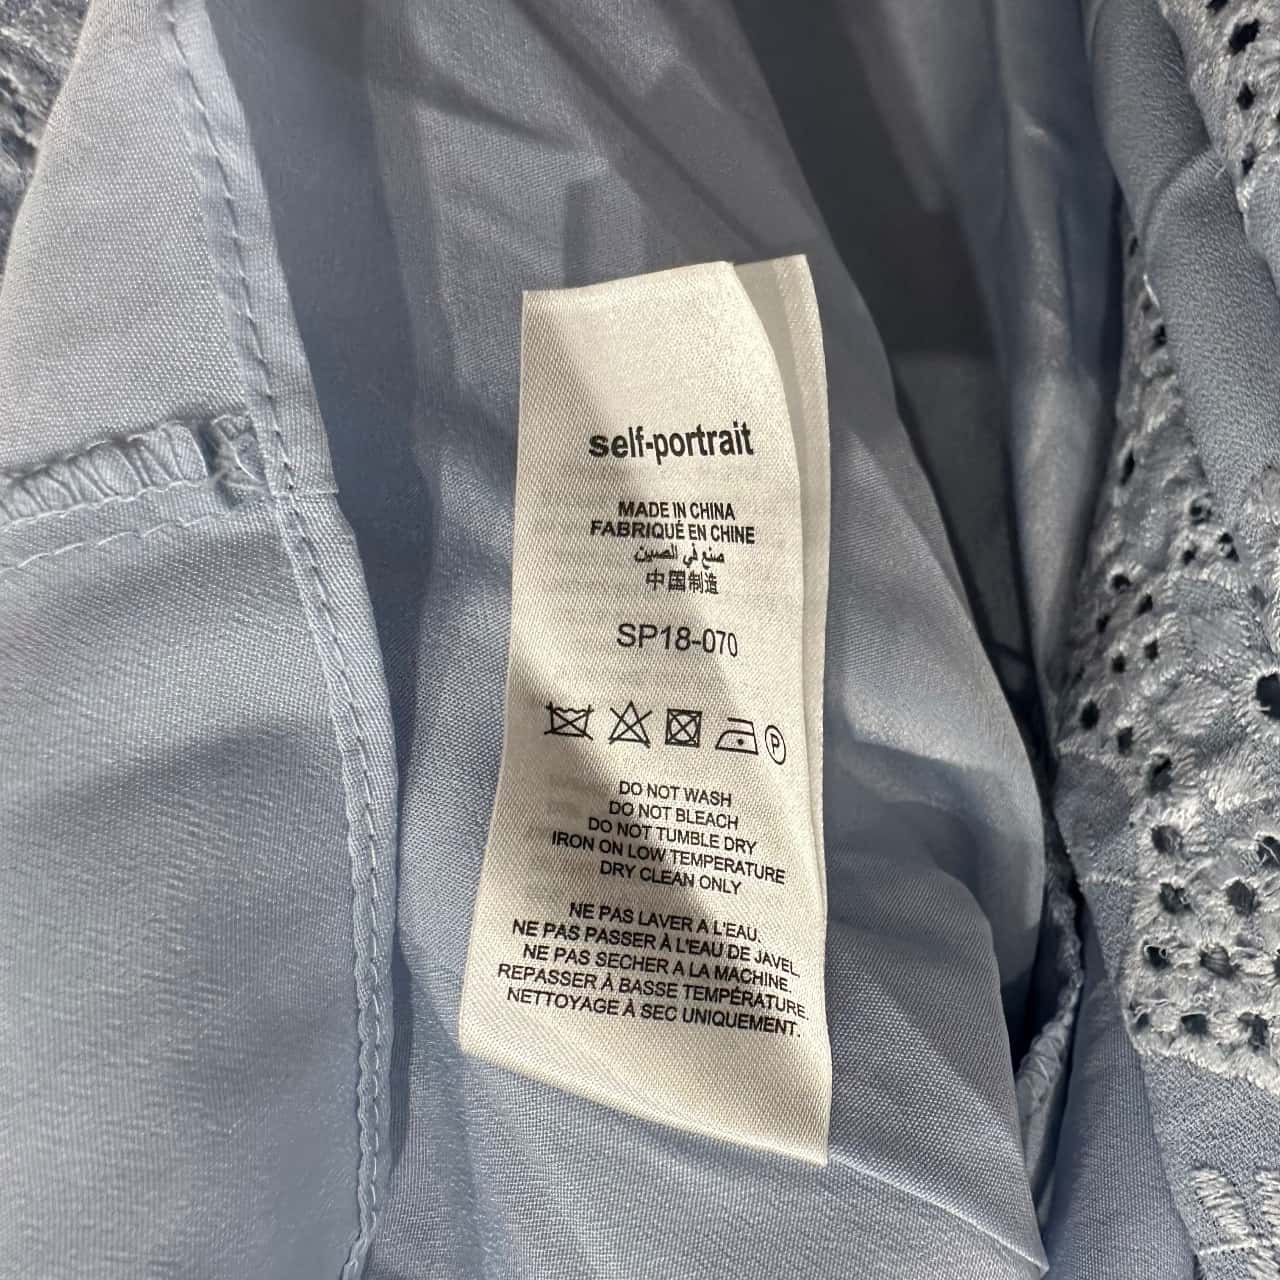 self-portrait
MADE IN CHINA
FABRIQUÉ EN CHINE
صنع في الصين
中国制造
SP18-070
P
DO NOT WASH
DO NOT BLEACH
DO NOT TUMBLE DRY
IRON ON LOW TEMPERATURE
DRY CLEAN ONLY
NE PAS LAVER A L'EAU.
NE PAS PASSER À L'EAU DE JAVEL.
NE PAS SECHER A LA MACHINE.
REPASSER À BASSE TEMPÉRATURE.
NETTOYAGE À SEC UNIQUEMENT.